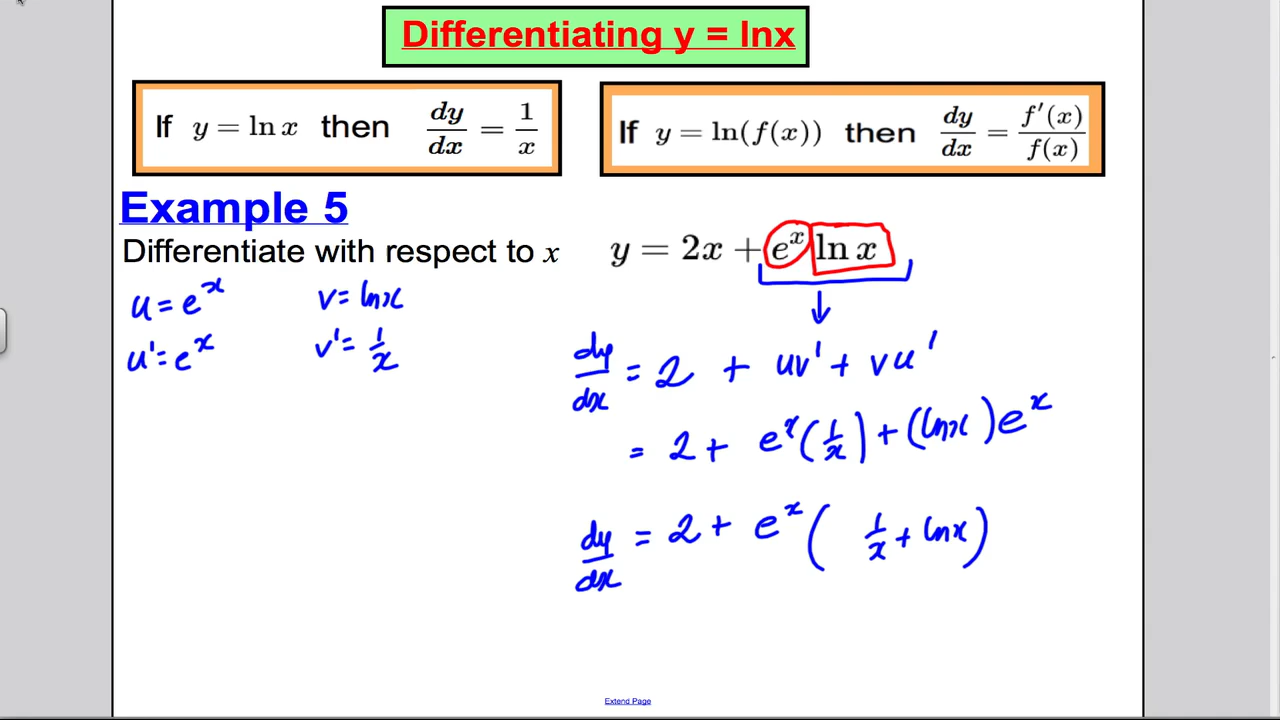 Differentiating y = lnx
If y = ln x then dy/dx = 1/x
If y = ln(f(x)) then dy/dx = f'(x)/f(x)
Example 5
Differentiate with respect to x y = 2x + e^x ln x
u = e^x v = lnx
u' = e^x v' = 1/x
dy/dx = 2 + uv' + vu'
= 2 + e^x (1/x) + (lnx) e^x
dy/dx = 2 + e^x ( 1/x + lnx )
Extend Page